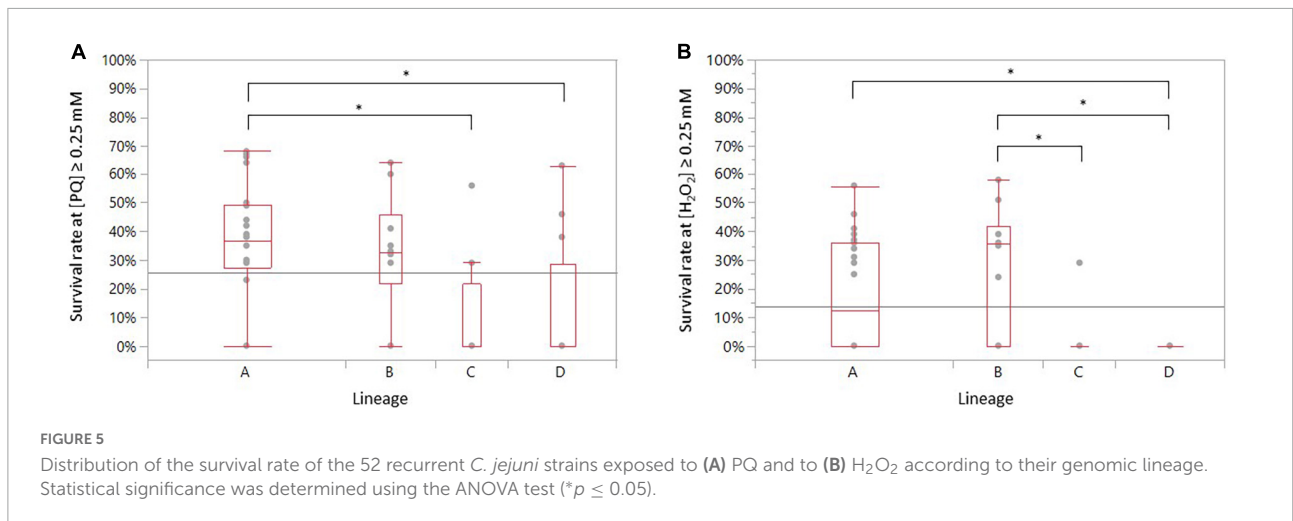 A
100%
90%
80%
70%
60%
50%
40%
30%
20%
10%
0%
Survival rate at [PQ] ≥ 0.25 mM
*
*
A B C D
Lineage
B
100%
90%
80%
70%
60%
50%
40%
30%
20%
10%
0%
Survival rate at [H₂O₂] ≥ 0.25 mM
*
*
*
A B C D
Lineage
FIGURE 5
Distribution of the survival rate of the 52 recurrent C. jejuni strains exposed to (A) PQ and to (B) H₂O₂ according to their genomic lineage.
Statistical significance was determined using the ANOVA test (*p ≤ 0.05).